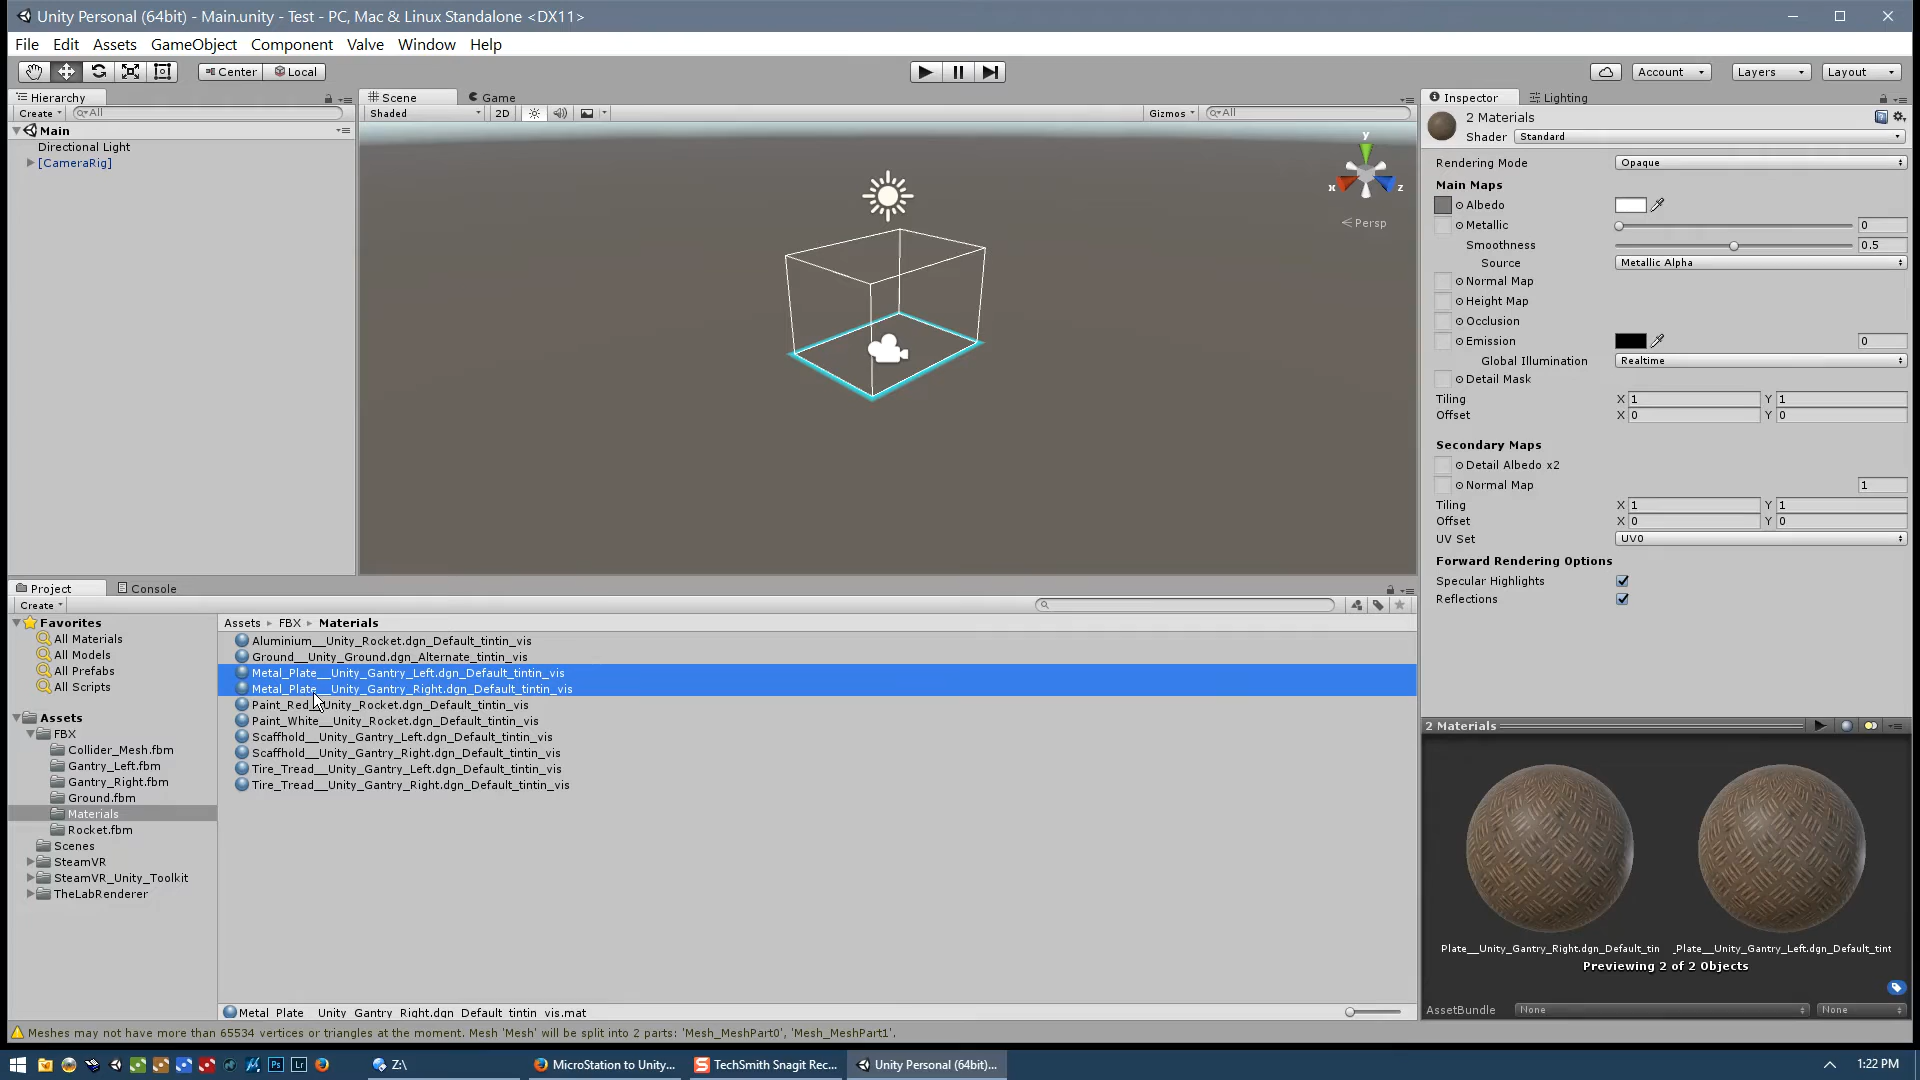 Unity Personal (64bit) - Main.unity - Test - PC, Mac & Linux Standalone <DX11>
File Edit Assets GameObject Component Valve Window Help
Center Local Account Layers Layout
Hierarchy
Create All
Main
Directional Light
[CameraRig]
Scene Game
Shaded 2D Gizmos All
y
x z
Persp
Inspector Lighting
2 Materials
Shader Standard
Rendering Mode Opaque
Main Maps
Albedo
Metallic 0
Smoothness 0.5
Source Metallic Alpha
Normal Map
Height Map
Occlusion
Emission 0
Global Illumination Realtime
Detail Mask
Tiling X 1 Y 1
Offset X 0 Y 0
Secondary Maps
Detail Albedo x2
Normal Map 1
Tiling X 1 Y 1
Offset X 0 Y 0
UV Set UV0
Forward Rendering Options
Specular Highlights
Reflections
Project Console
Create
Favorites
All Materials
All Models
All Prefabs
All Scripts
Assets
FBX
Collider_Mesh.fbm
Gantry_Left.fbm
Gantry_Right.fbm
Ground.fbm
Materials
Rocket.fbm
Scenes
SteamVR
SteamVR_Unity_Toolkit
TheLabRenderer
Assets FBX Materials
Aluminium__Unity_Rocket.dgn_Default_tintin_vis
Ground__Unity_Ground.dgn_Alternate_tintin_vis
Metal_Plate__Unity_Gantry_Left.dgn_Default_tintin_vis
Metal_Plate__Unity_Gantry_Right.dgn_Default_tintin_vis
Paint_Red__Unity_Rocket.dgn_Default_tintin_vis
Paint_White__Unity_Rocket.dgn_Default_tintin_vis
Scaffhold__Unity_Gantry_Left.dgn_Default_tintin_vis
Scaffhold__Unity_Gantry_Right.dgn_Default_tintin_vis
Tire_Tread__Unity_Gantry_Left.dgn_Default_tintin_vis
Tire_Tread__Unity_Gantry_Right.dgn_Default_tintin_vis
Metal_Plate__Unity_Gantry_Right.dgn_Default_tintin_vis.mat
2 Materials
Plate__Unity_Gantry_Right.dgn_Default_tin _Plate__Unity_Gantry_Left.dgn_Default_tint
Previewing 2 of 2 Objects
AssetBundle None None
Meshes may not have more than 65534 vertices or triangles at the moment. Mesh 'Mesh' will be split into 2 parts: 'Mesh_MeshPart0', 'Mesh_MeshPart1'.
Ps Lr Z:\ MicroStation to Unity... TechSmith Snagit Rec... Unity Personal (64bit)... 1:22 PM